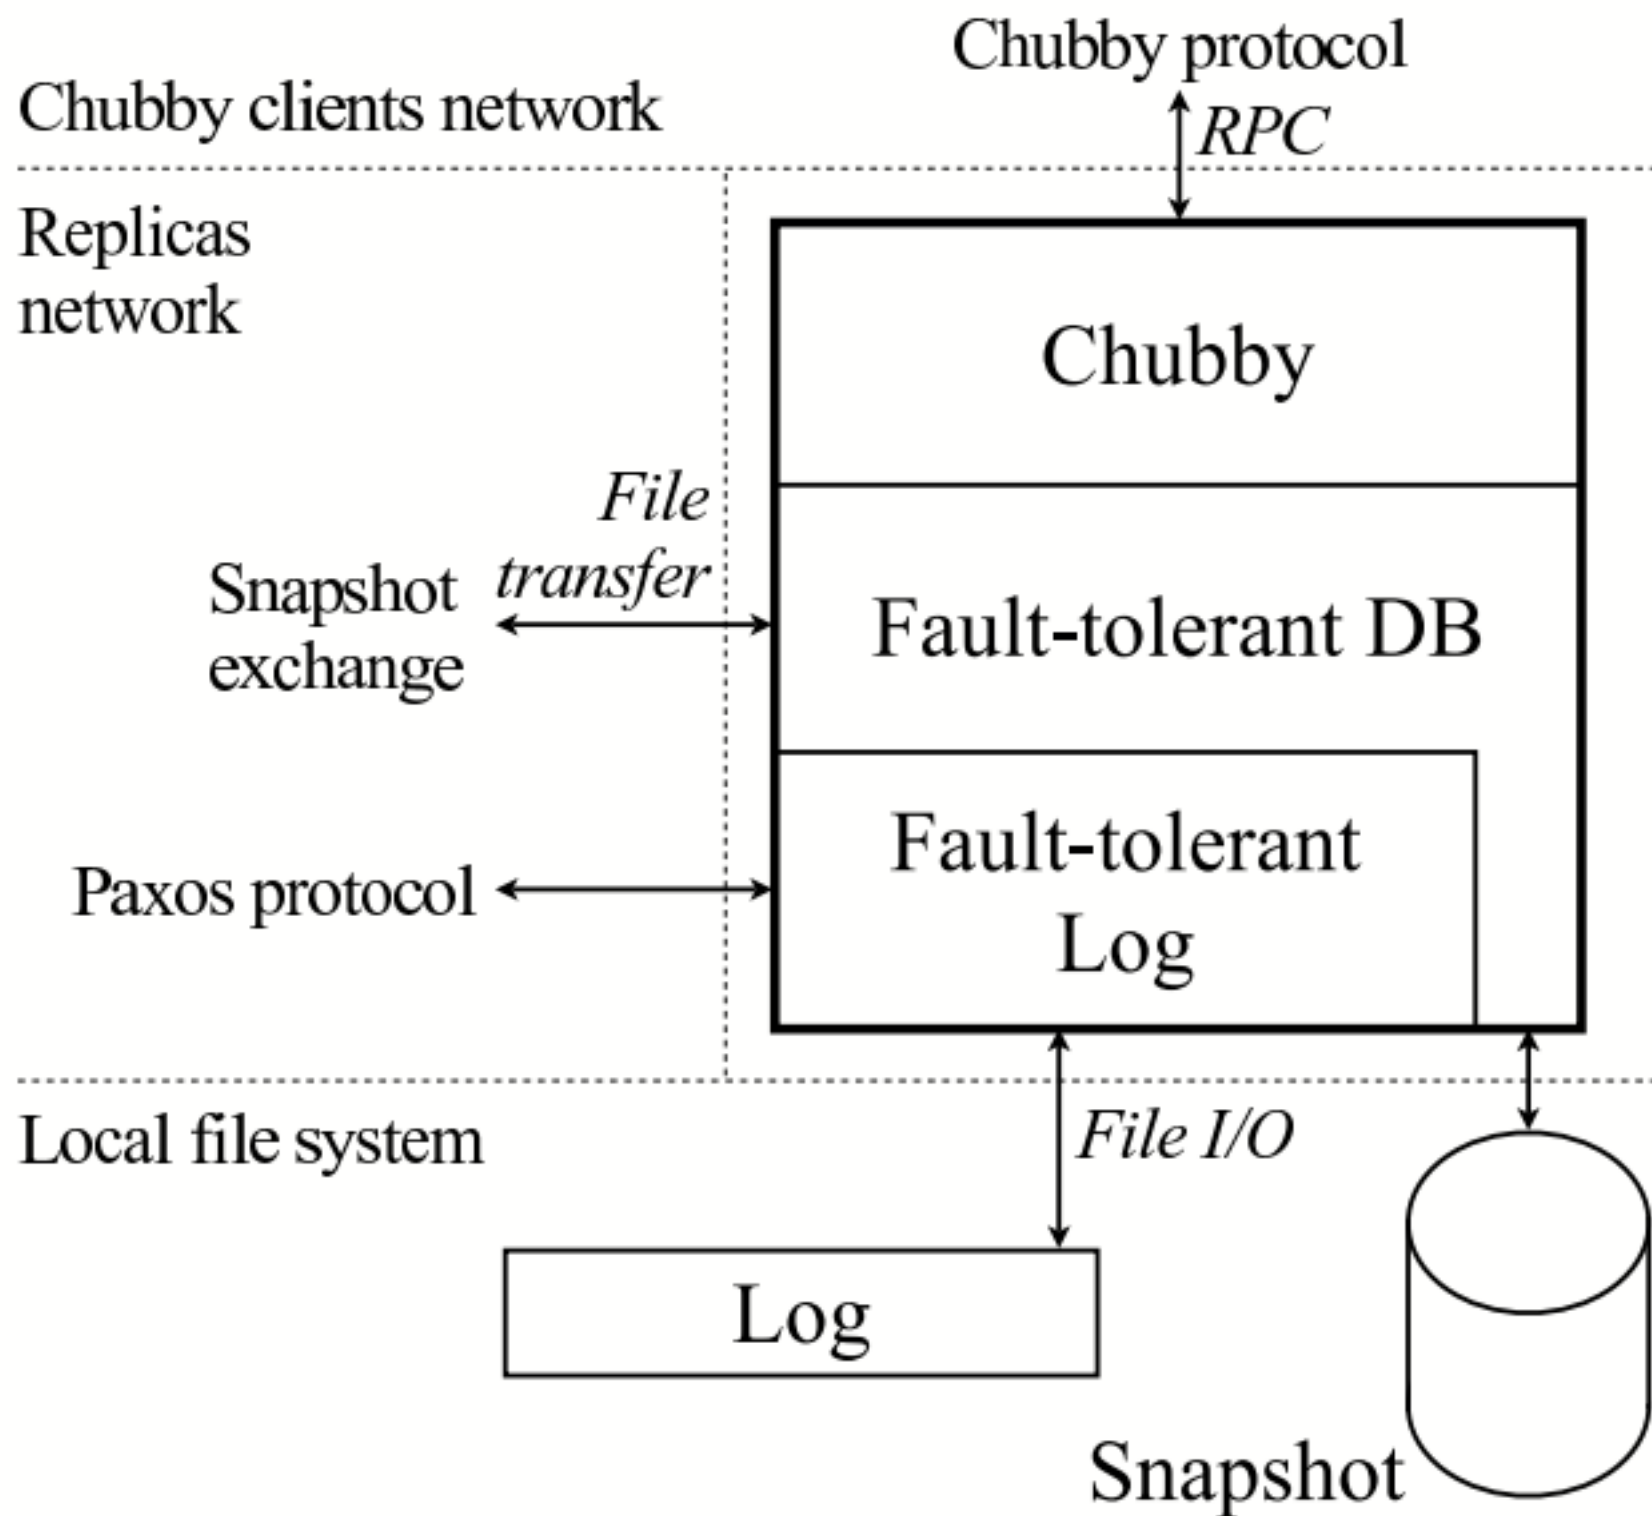 Chubby protocol
Chubby clients network
RPC
Replicas
network
Chubby
File
transfer
Snapshot
exchange
Fault-tolerant DB
Fault-tolerant
Log
Paxos protocol
Local file system
File I/O
Log
Snapshot